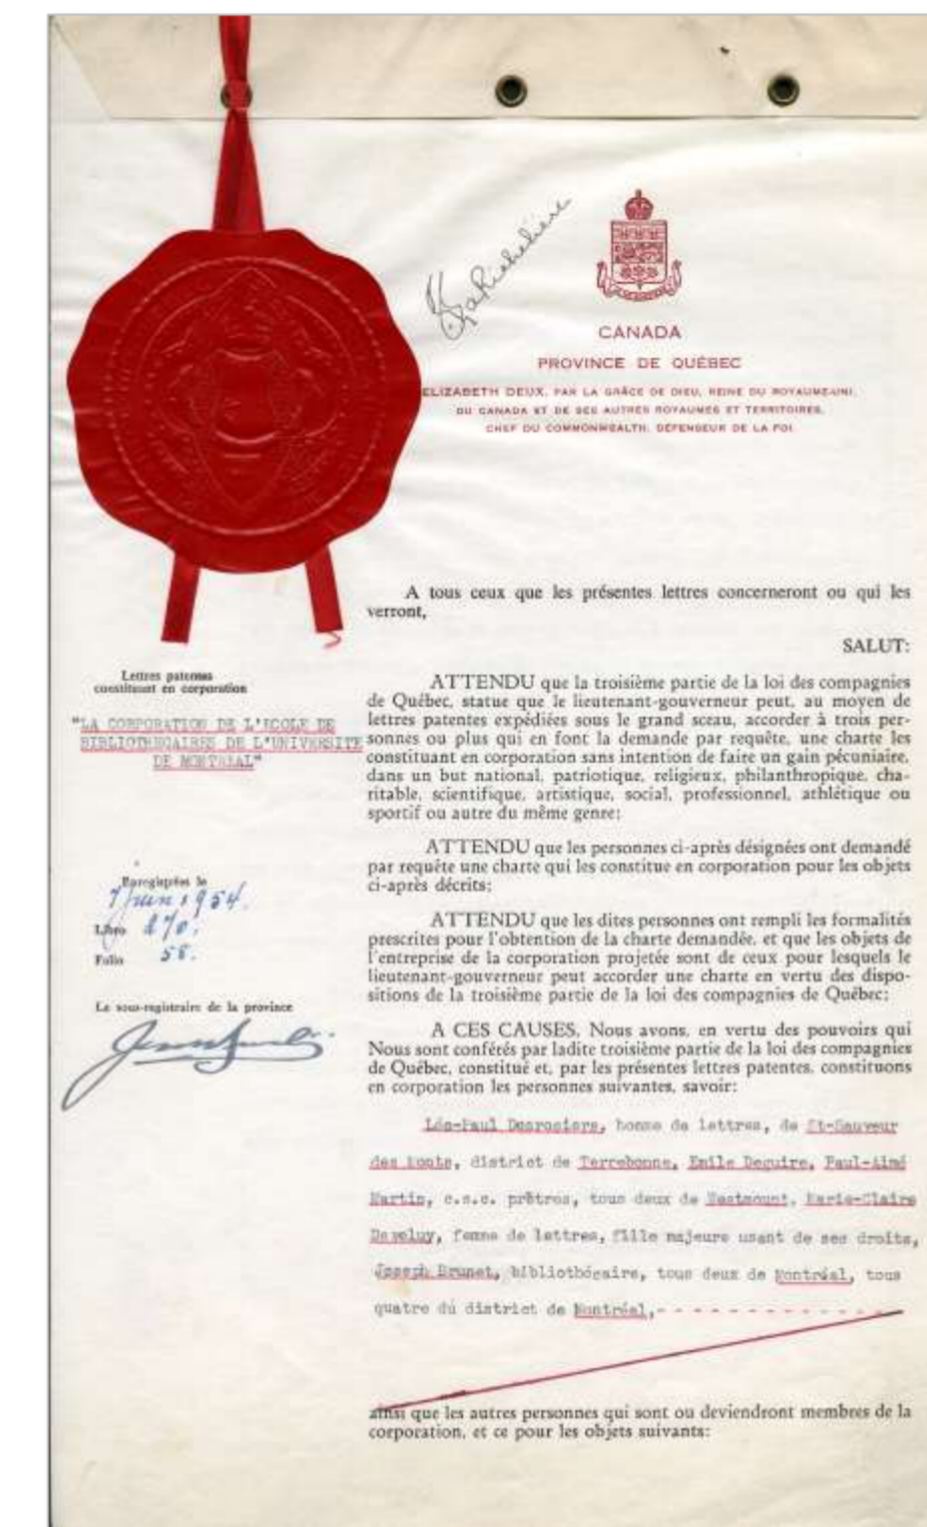 CANADA
PROVINCE DE QUÉBEC
ELIZABETH DEUX, PAR LA GRÂCE DE DIEU, REINE DU ROYAUME-UNI,
DU CANADA ET DE SES AUTRES ROYAUMES ET TERRITOIRES,
CHEF DU COMMONWEALTH, DÉFENSEUR DE LA FOI
A tous ceux que les présentes lettres concerneront ou qui les
verront,
SALUT:
Lettres patentes
constituant en corporation
"LA CORPORATION DE L'ECOLE DE
BIBLIOTHECAIRES DE L'UNIVERSITE
DE MONTREAL"
Enregistrées le
7 juin 1954.
Libro 270.
Folio 58.
Le sous-registraire de la province
ATTENDU que la troisième partie de la loi des compagnies
de Québec, statue que le lieutenant-gouverneur peut, au moyen de
lettres patentes expédiées sous le grand sceau, accorder à trois per-
sonnes ou plus qui en font la demande par requête, une charte les
constituant en corporation sans intention de faire un gain pécuniaire,
dans un but national, patriotique, religieux, philanthropique, cha-
ritable, scientifique, artistique, social, professionnel, athlétique ou
sportif ou autre du même genre;
ATTENDU que les personnes ci-après désignées ont demandé
par requête une charte qui les constitue en corporation pour les objets
ci-après décrits;
ATTENDU que les dites personnes ont rempli les formalités
prescrites pour l'obtention de la charte demandée, et que les objets de
l'entreprise de la corporation projetée sont de ceux pour lesquels le
lieutenant-gouverneur peut accorder une charte en vertu des dispo-
sitions de la troisième partie de la loi des compagnies de Québec;
A CES CAUSES, Nous avons, en vertu des pouvoirs qui
Nous sont conférés par ladite troisième partie de la loi des compagnies
de Québec, constitué et, par les présentes lettres patentes, constituons
en corporation les personnes suivantes, savoir:
Léo-Paul Desrosiers, homme de lettres, de St-Sauveur
des Monts, district de Terrebonne, Emile Deguire, Paul-Aimé
Martin, c.s.c. prêtres, tous deux de Westmount, Marie-Claire
Daveluy, femme de lettres, fille majeure usant de ses droits,
Joseph Brunet, bibliothécaire, tous deux de Montréal, tous
quatre du district de Montréal,- - - - - - - - - - - - - -
ainsi que les autres personnes qui sont ou deviendront membres de la
corporation, et ce pour les objets suivants: